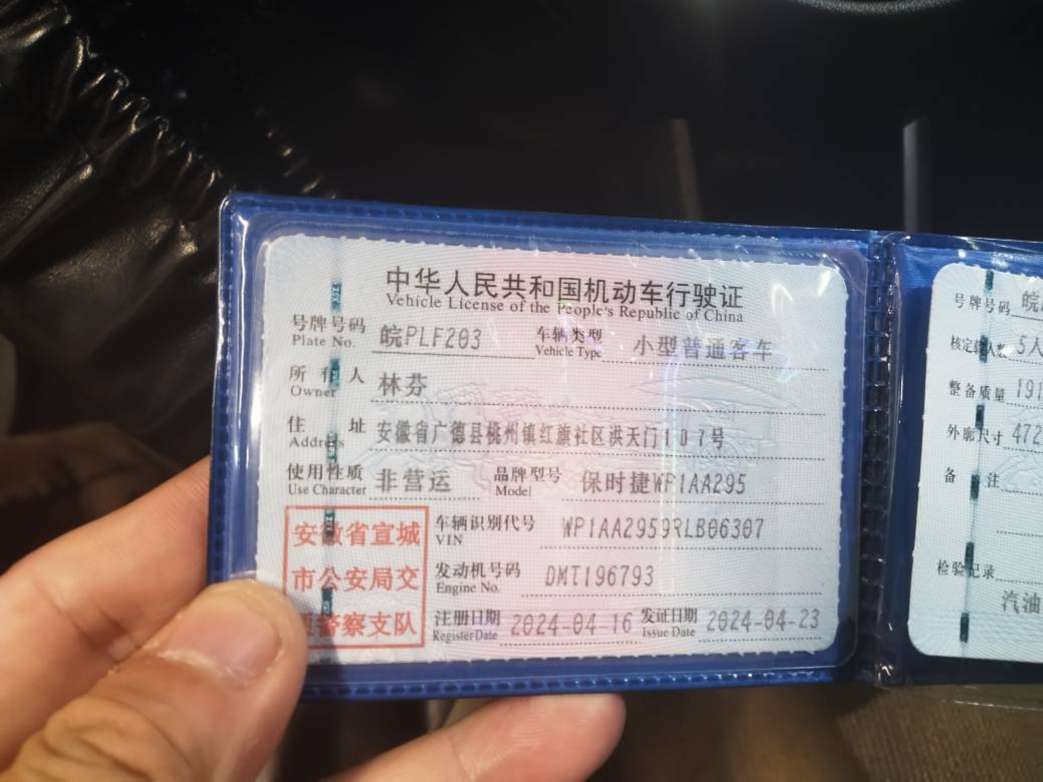 中华人民共和国机动车行驶证
Vehicle License of the People's Republic of China
号牌号码 皖PLF203 车辆类型 小型普通客车
Plate No. Vehicle Type
所有人 林芬
Owner
住址 安徽省广德县桃州镇红旗社区洪天门107号
Address
使用性质 非营运 品牌型号 保时捷WP1AA295
Use Character Model
车辆识别代号 WP1AA2959RLB06307
VIN
发动机号码 DMT196793
Engine No.
注册日期 2024-04-16 发证日期 2024-04-23
Register Date Issue Date
安徽省宣城
市公安局交
警察支队
号牌号码 皖
核定载人数 5人
整备质量 191
外廓尺寸 472
备注
检验记录
汽油